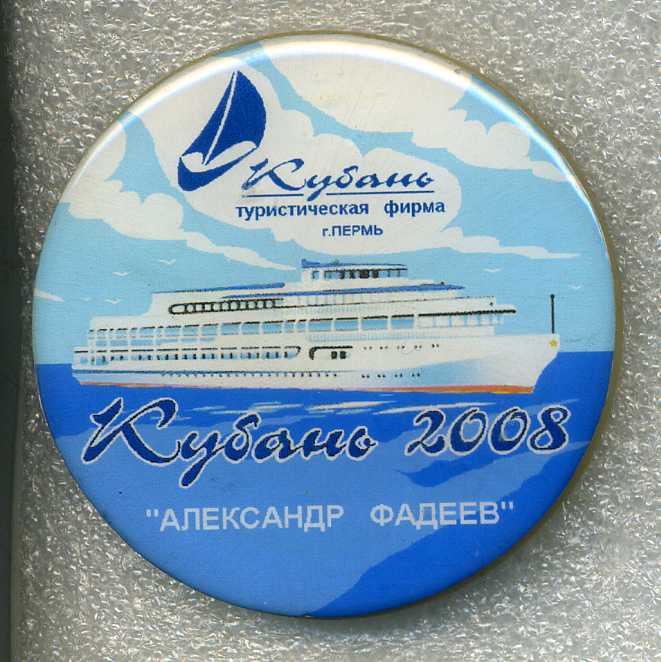 Кубань
туристическая фирма
г.ПЕРМЬ
Кубань 2008
"АЛЕКСАНДР ФАДЕЕВ"